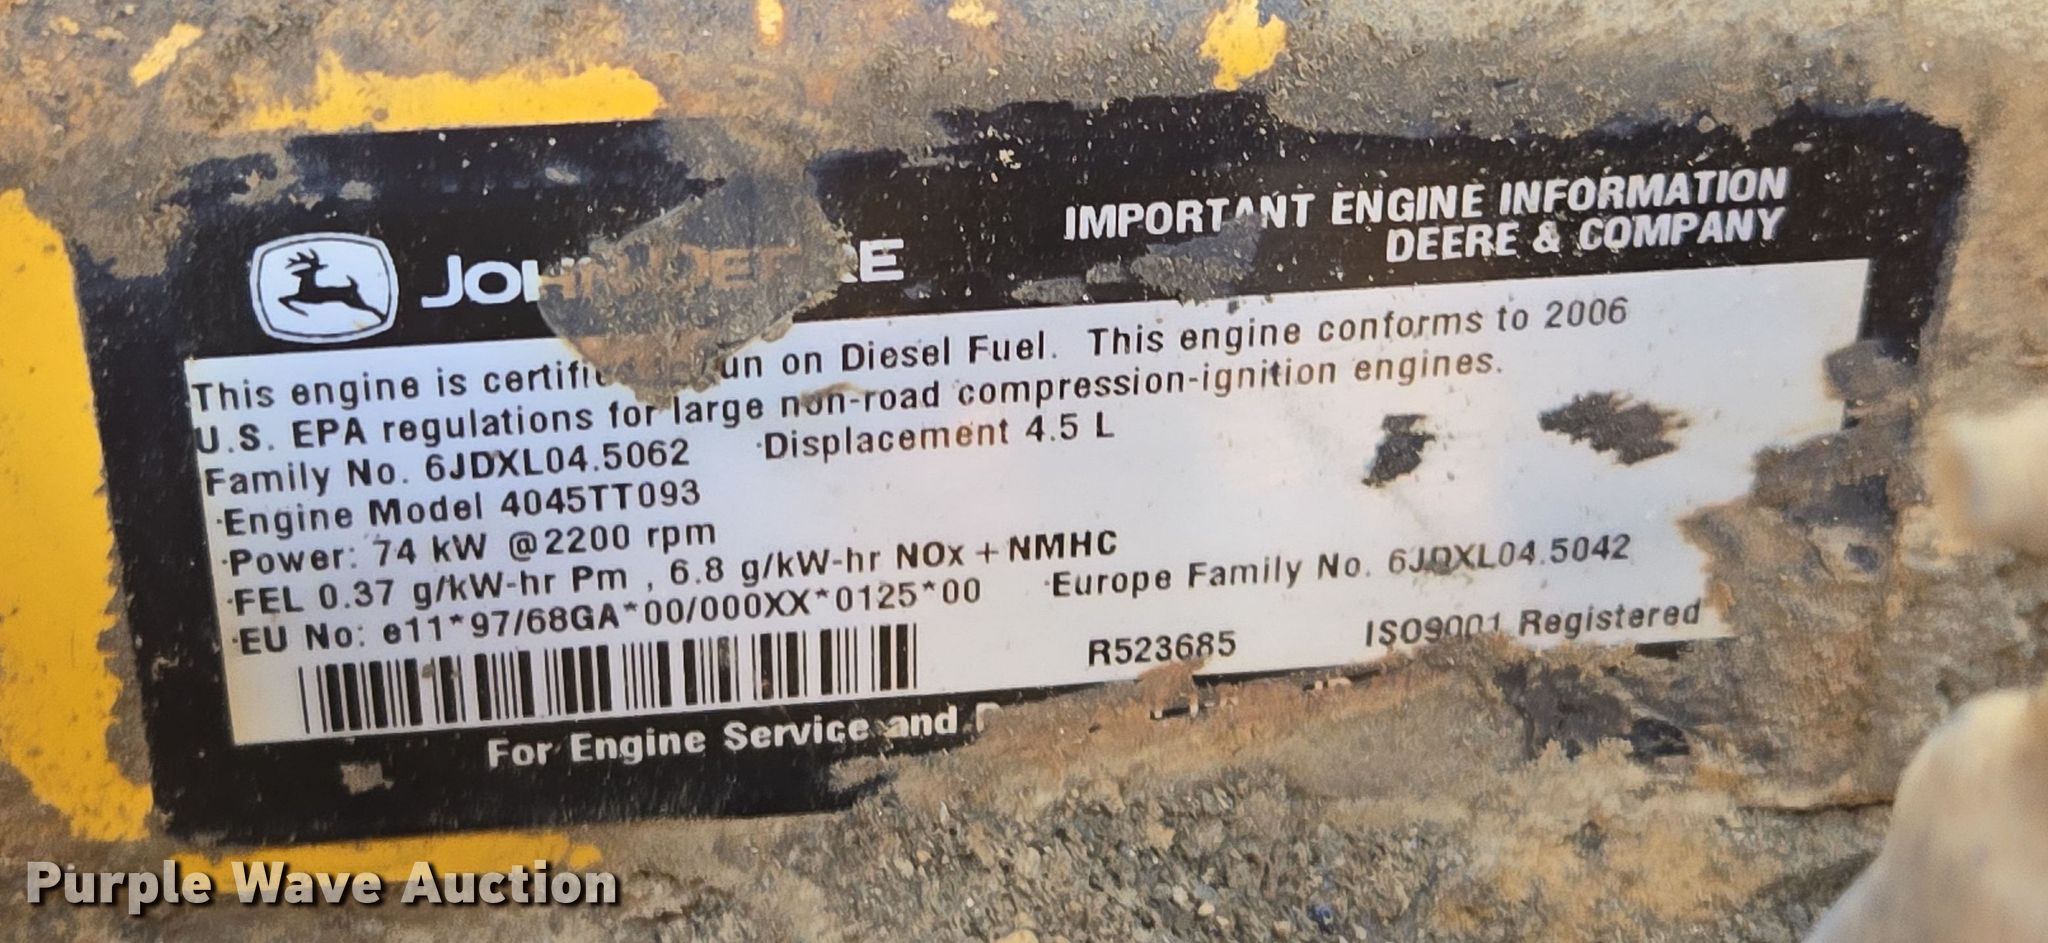 JOHN DEERE
IMPORTANT ENGINE INFORMATION
DEERE & COMPANY
This engine is certified un on Diesel Fuel. This engine conforms to 2006
U.S. EPA regulations for large non-road compression-ignition engines.
Family No. 6JDXL04.5062 ·Displacement 4.5 L
·Engine Model 4045TT093
·Power: 74 kW @2200 rpm
·FEL 0.37 g/kW-hr Pm , 6.8 g/kW-hr NOx + NMHC
·EU No: e11*97/68GA*00/000XX*0125*00 ·Europe Family No. 6JDXL04.5042
R523685 ISO9001 Registered
For Engine Service and
Purple Wave Auction